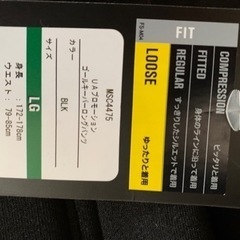 MSC4475
UAプロモーション
ゴールキーパーロングパンツ
カラー
BLK
サイズ
LG
身長
:172-178cm
ウエスト:79-85cm
PS-M04
FIT
COMPRESSION
ピッタリと着用
FITTED
身体のラインに沿って着用
REGULAR
すっきりしたシルエットで着用
LOOSE
ゆったりと着用